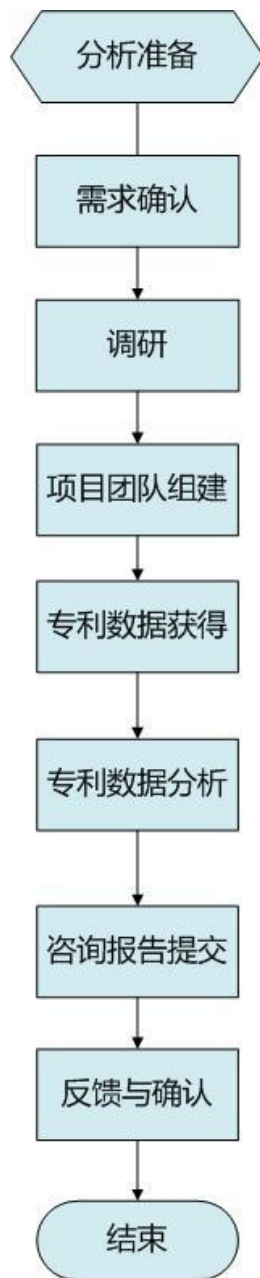 分析准备
需求确认
调研
项目团队组建
专利数据获得
专利数据分析
咨询报告提交
反馈与确认
结束